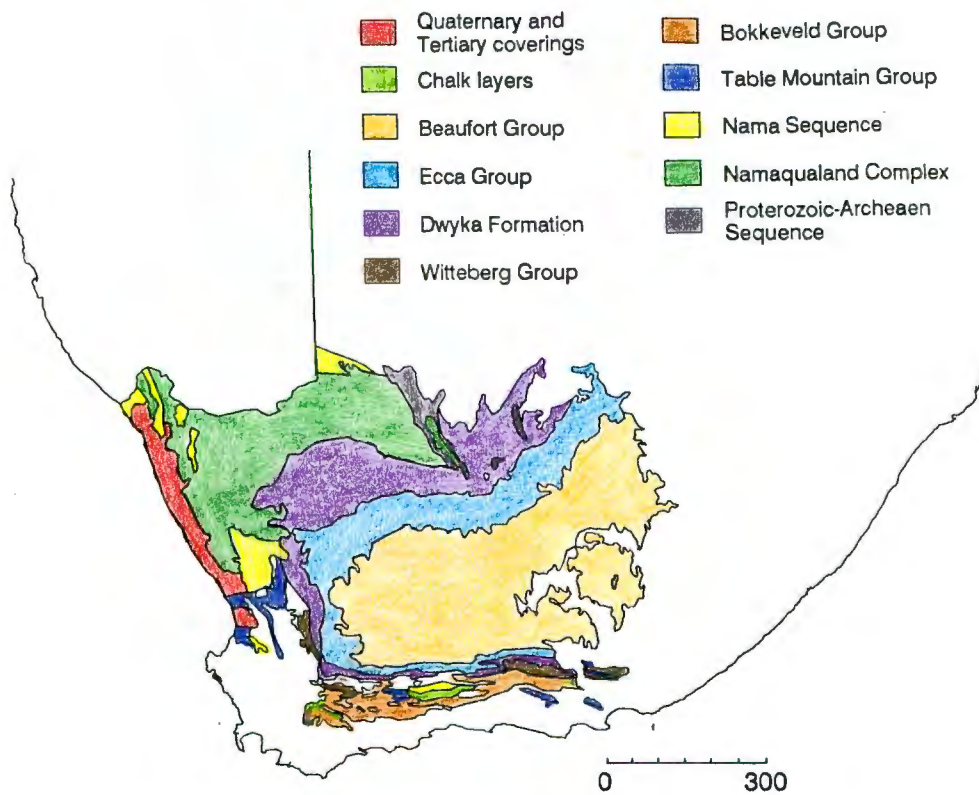 Quaternary and
Tertiary coverings
Chalk layers
Beaufort Group
Ecca Group
Dwyka Formation
Witteberg Group
Bokkeveld Group
Table Mountain Group
Nama Sequence
Namaqualand Complex
Proterozoic-Archeaen
Sequence
0 300